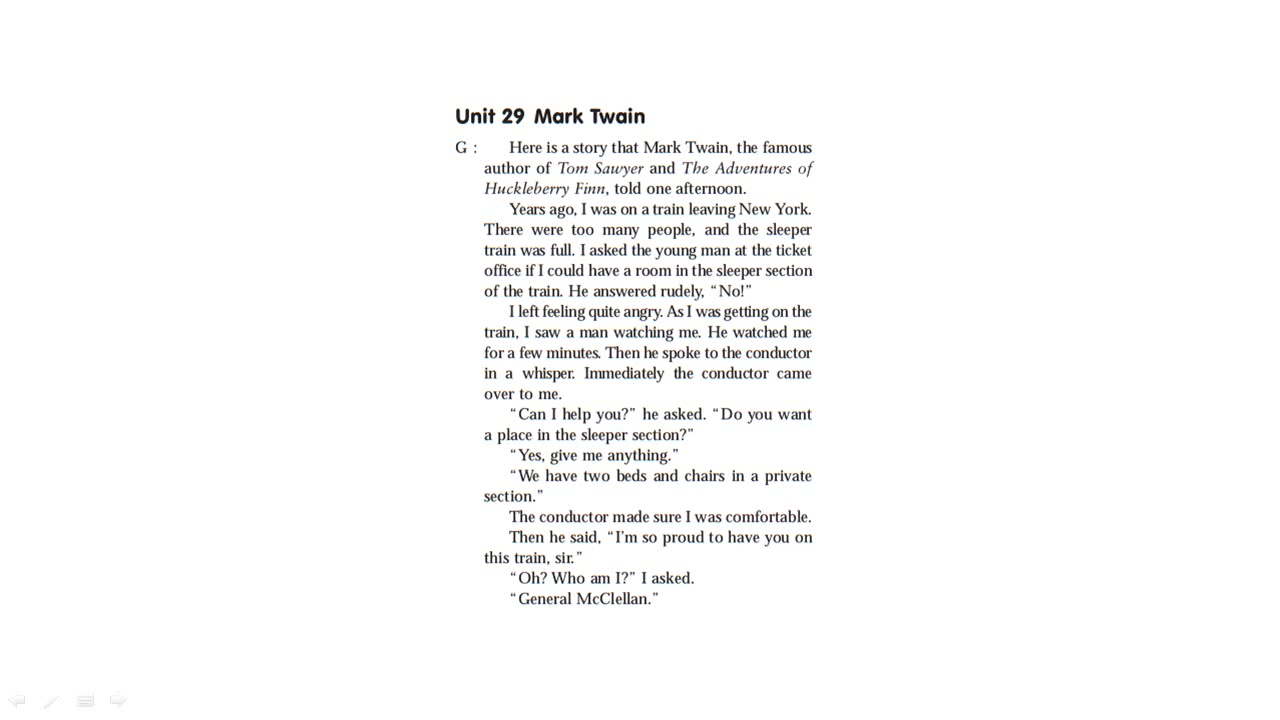 Unit 29 Mark Twain
G : Here is a story that Mark Twain, the famous
author of Tom Sawyer and The Adventures of
Huckleberry Finn, told one afternoon.
Years ago, I was on a train leaving New York.
There were too many people, and the sleeper
train was full. I asked the young man at the ticket
office if I could have a room in the sleeper section
of the train. He answered rudely, “No!”
I left feeling quite angry. As I was getting on the
train, I saw a man watching me. He watched me
for a few minutes. Then he spoke to the conductor
in a whisper. Immediately the conductor came
over to me.
“Can I help you?” he asked. “Do you want
a place in the sleeper section?”
“Yes, give me anything.”
“We have two beds and chairs in a private
section.”
The conductor made sure I was comfortable.
Then he said, “I’m so proud to have you on
this train, sir.”
“Oh? Who am I?” I asked.
“General McClellan.”